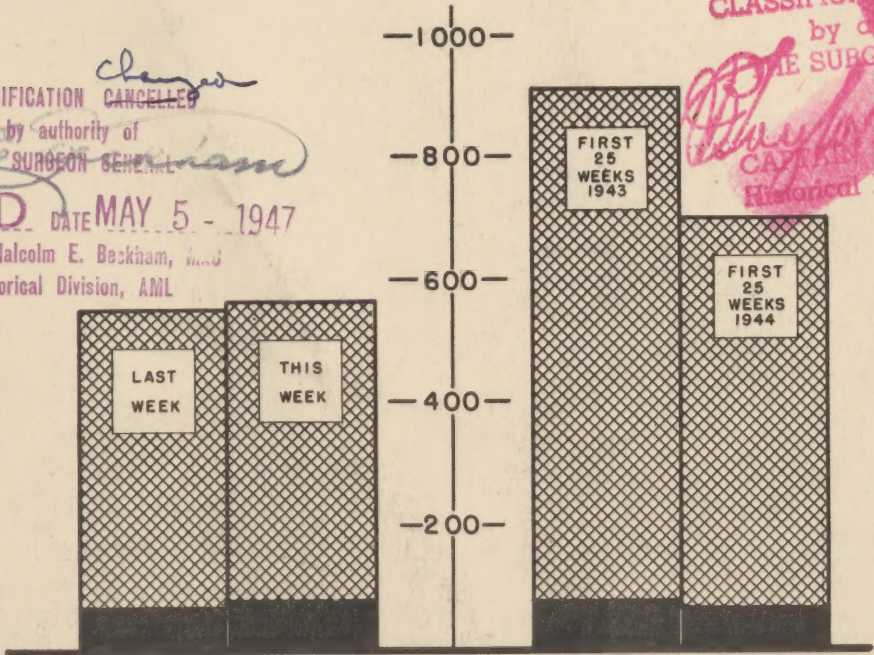 changed
IFICATION CANCELLED
by authority of
SURGEON GENERAL
D DATE MAY 5 - 1947
Malcolm E. Beckham,
orical Division, AML
CLASSIFI
by
THE SURG
CAPTAIN
Historical
1000
800
600
400
200
LAST
WEEK
THIS
WEEK
FIRST
25
WEEKS
1943
FIRST
25
WEEKS
1944